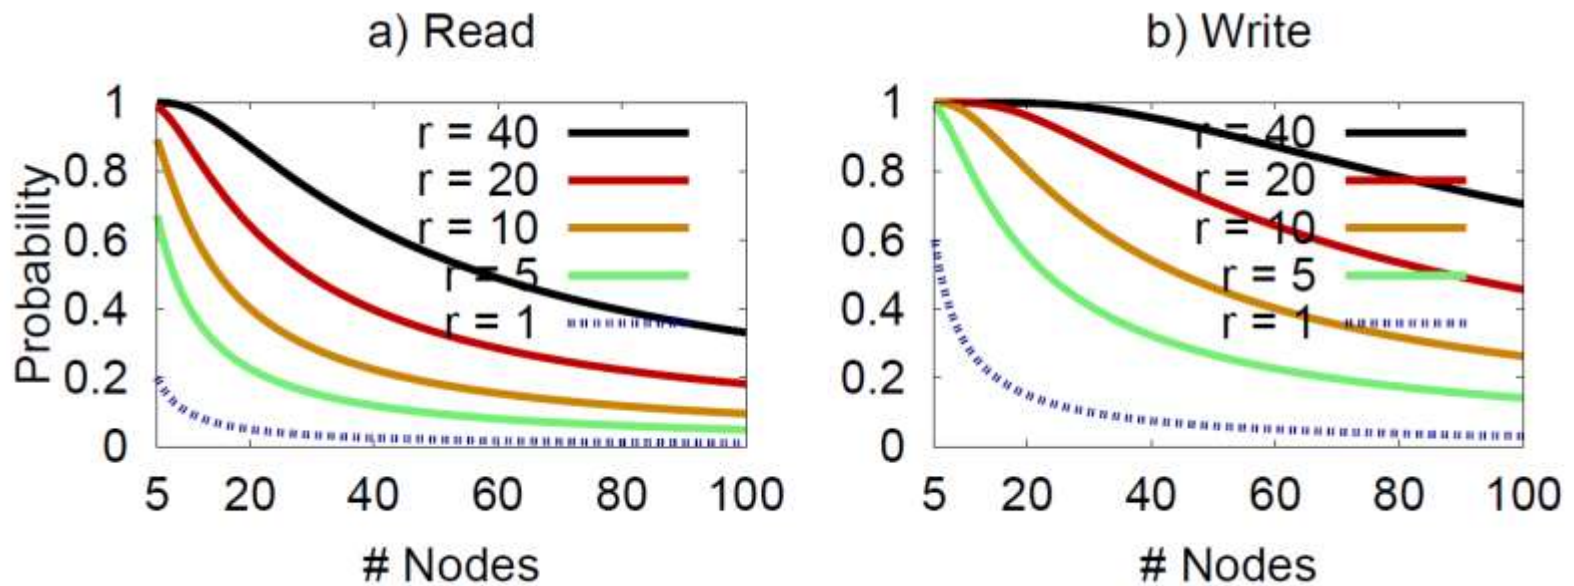 a) Read
Probability
1
0.8
0.6
0.4
0.2
0
r = 40
r = 20
r = 10
r = 5
r = 1
5 20 40 60 80 100
# Nodes
b) Write
1
0.8
0.6
0.4
0.2
0
r = 40
r = 20
r = 10
r = 5
r = 1
5 20 40 60 80 100
# Nodes